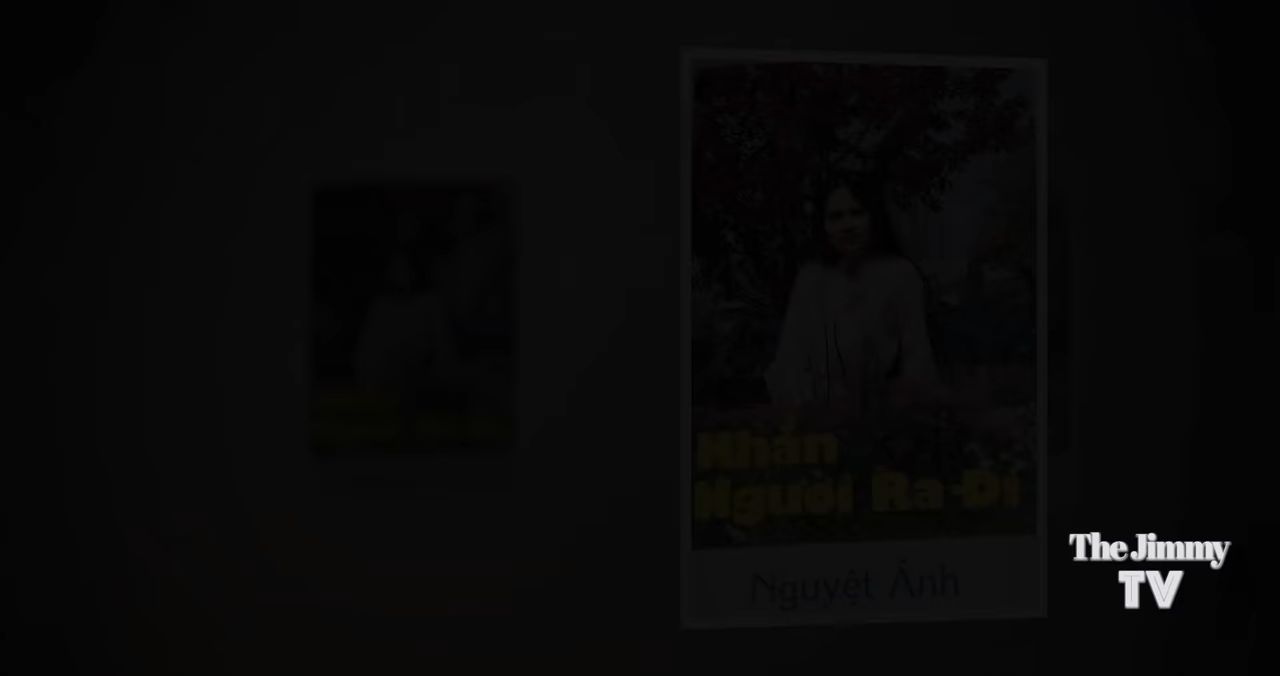 Nhắn
Người Ra Đi
Nguyệt Ánh
The Jimmy
TV